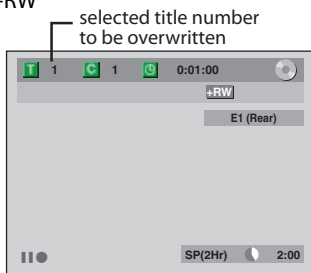 +RW
selected title number
to be overwritten
T 1 C 1 0:01:00
+RW
E1 (Rear)
SP(2Hr) 2:00